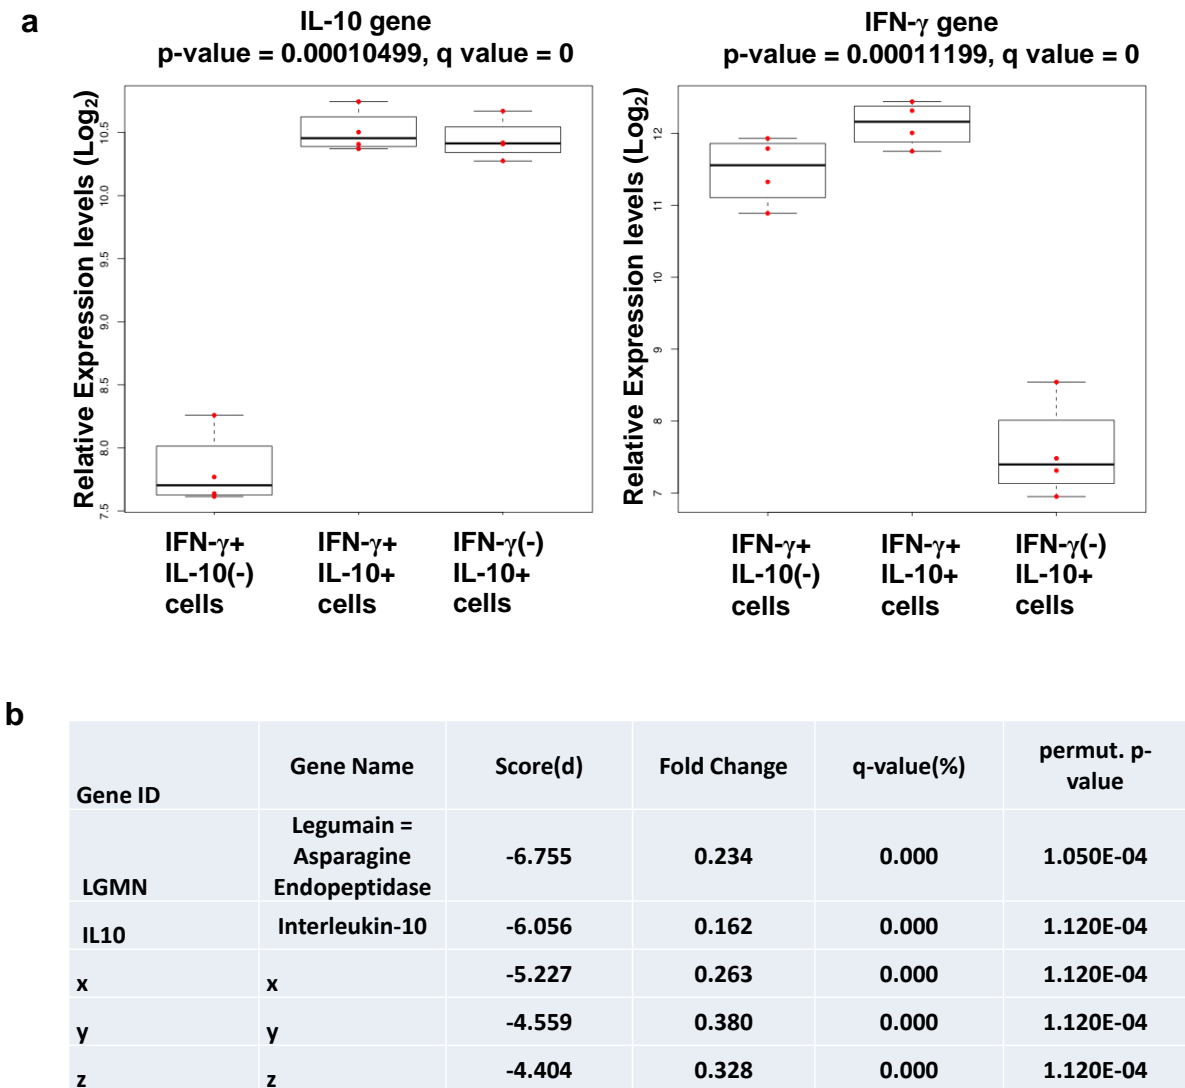 a
IL-10 gene
p-value = 0.00010499, q value = 0
Relative Expression levels (Log2)
10.5
10.0
9.5
9.0
8.5
8.0
7.5
IFN-γ+
IL-10(-)
cells
IFN-γ+
IL-10+
cells
IFN-γ(-)
IL-10+
cells
IFN-γ gene
p-value = 0.00011199, q value = 0
Relative Expression levels (Log2)
12
11
10
9
8
7
IFN-γ+
IL-10(-)
cells
IFN-γ+
IL-10+
cells
IFN-γ(-)
IL-10+
cells
b
Gene ID
Gene Name
Score(d)
Fold Change
q-value(%)
permut. p-
value
LGMN
Legumain =
Asparagine
Endopeptidase
-6.755
0.234
0.000
1.050E-04
IL10
Interleukin-10
-6.056
0.162
0.000
1.120E-04
x
x
-5.227
0.263
0.000
1.120E-04
y
y
-4.559
0.380
0.000
1.120E-04
z
z
-4.404
0.328
0.000
1.120E-04